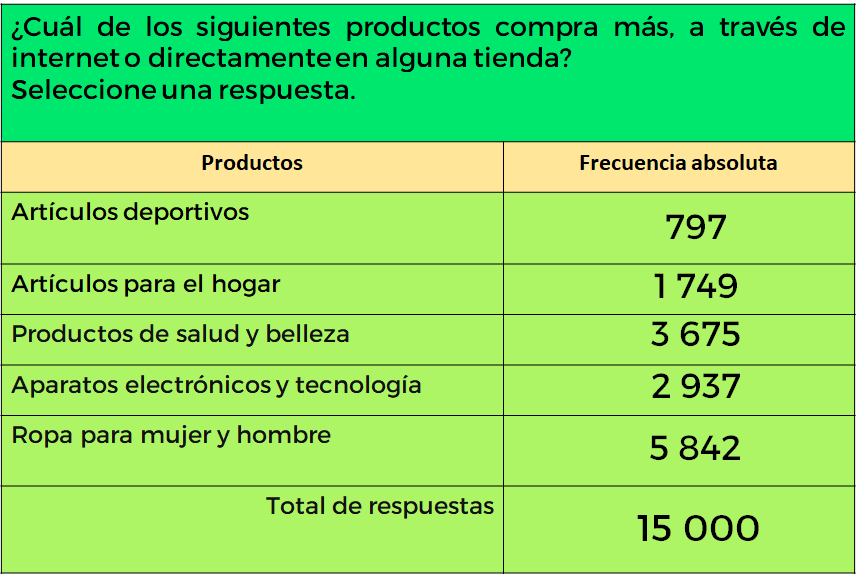 ¿Cuál de los siguientes productos compra más, a través de
internet o directamente en alguna tienda?
Seleccione una respuesta.
Productos Frecuencia absoluta
Artículos deportivos 797
Artículos para el hogar 1 749
Productos de salud y belleza 3 675
Aparatos electrónicos y tecnología 2 937
Ropa para mujer y hombre 5 842
Total de respuestas 15 000